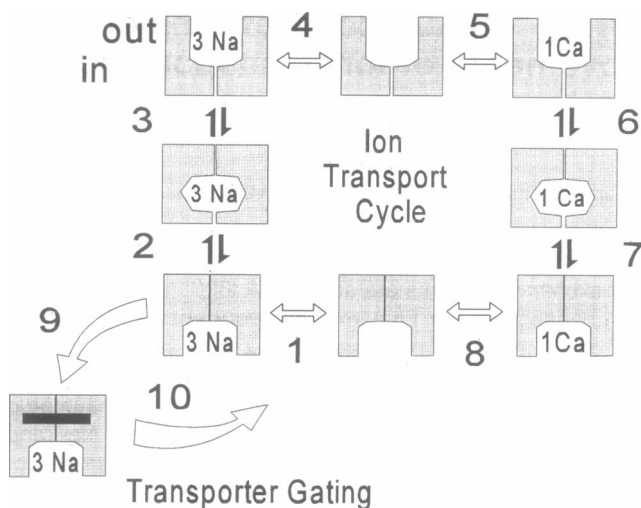 out
in
3 Na
4
5
1Ca
3
6
Ion
Transport
Cycle
3 Na
1 Ca
2
7
3 Na
1
8
1Ca
9
10
3 Na
Transporter Gating